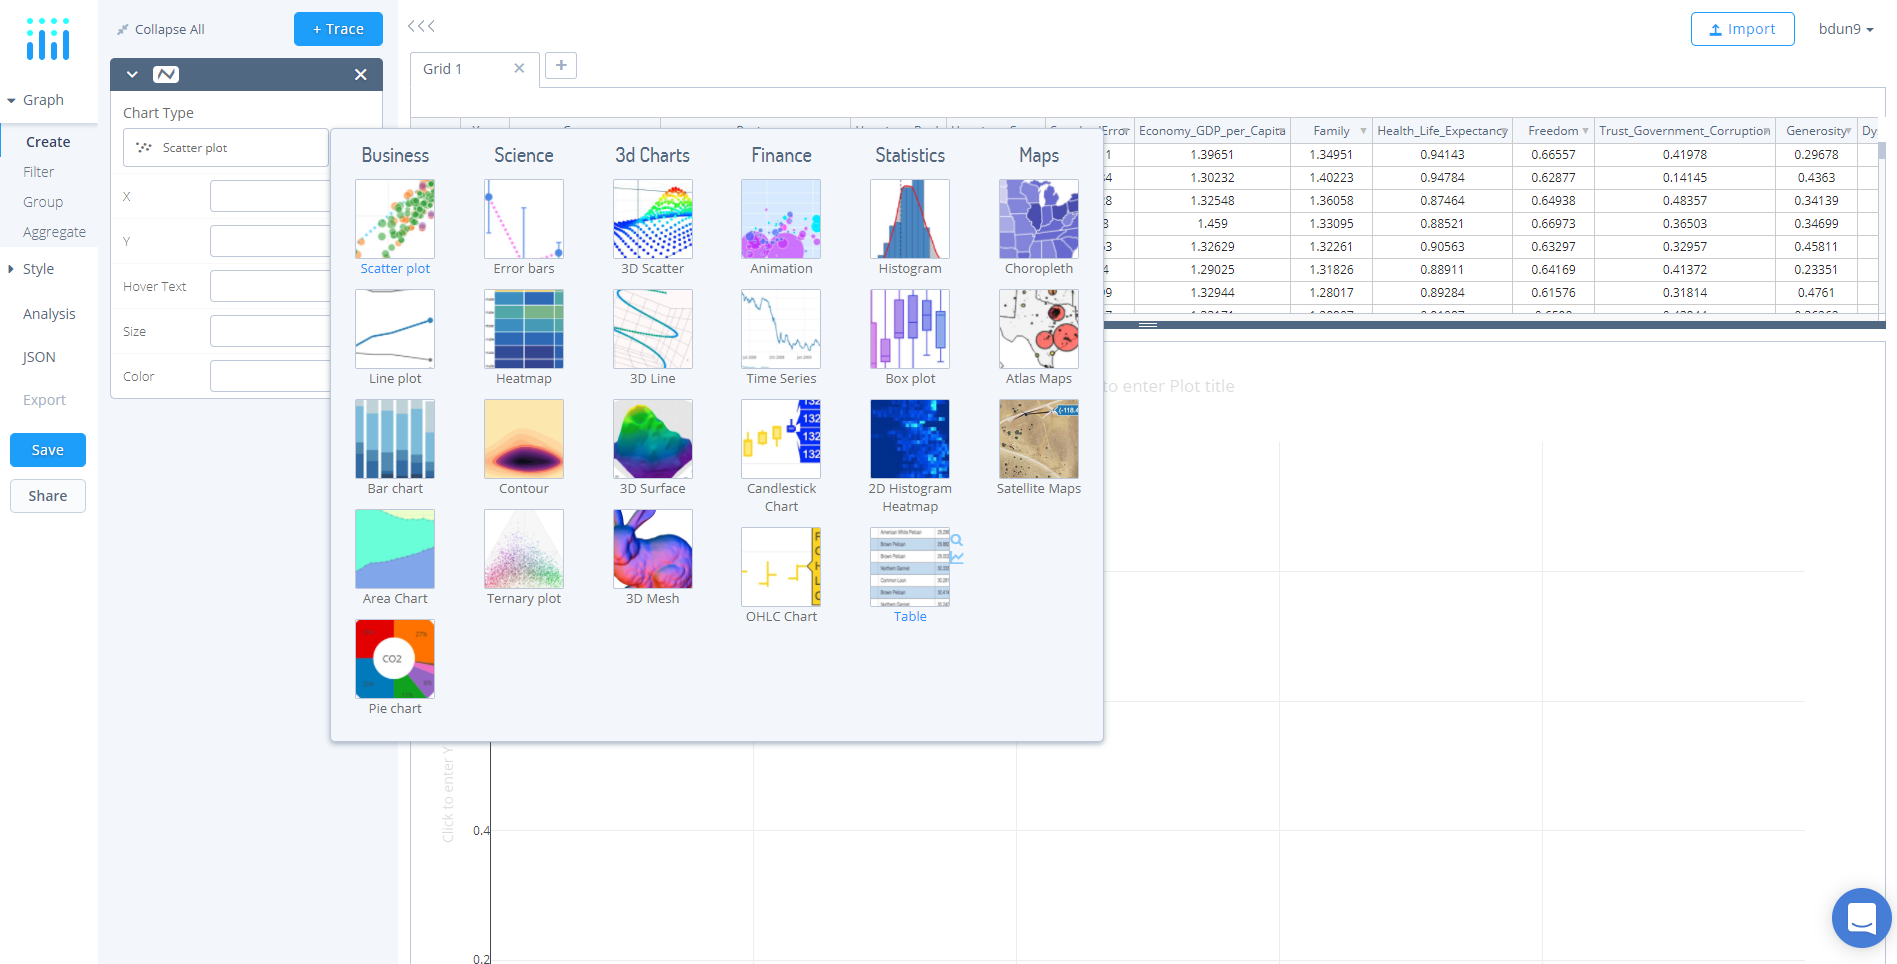 Collapse All
+ Trace
Import
bdun9
Grid 1
+
Graph
Create
Filter
Group
Aggregate
Style
Analysis
JSON
Export
Save
Share
Chart Type
Scatter plot
X
Y
Hover Text
Size
Color
Business Science 3d Charts Finance Statistics Maps
Scatter plot Error bars 3D Scatter Animation Histogram Choropleth
Line plot Heatmap 3D Line Time Series Box plot Atlas Maps
Bar chart Contour 3D Surface Candlestick Chart 2D Histogram Heatmap Satellite Maps
Area Chart Ternary plot 3D Mesh OHLC Chart Table
CO2
Pie chart
Economy_GDP_per_Capita Family Health_Life_Expectancy Freedom Trust_Government_Corruption Generosity Dy
1.39651 1.34951 0.94143 0.66557 0.41978 0.29678
1.30232 1.40223 0.94784 0.62877 0.14145 0.4363
1.32548 1.36058 0.87464 0.64938 0.48357 0.34139
1.459 1.33095 0.88521 0.66973 0.36503 0.34699
1.32629 1.32261 0.90563 0.63297 0.32957 0.45811
1.29025 1.31826 0.88911 0.64169 0.41372 0.23351
1.32944 1.28017 0.89284 0.61576 0.31814 0.4761
to enter Plot title
Click to enter Y
0.4
0.2